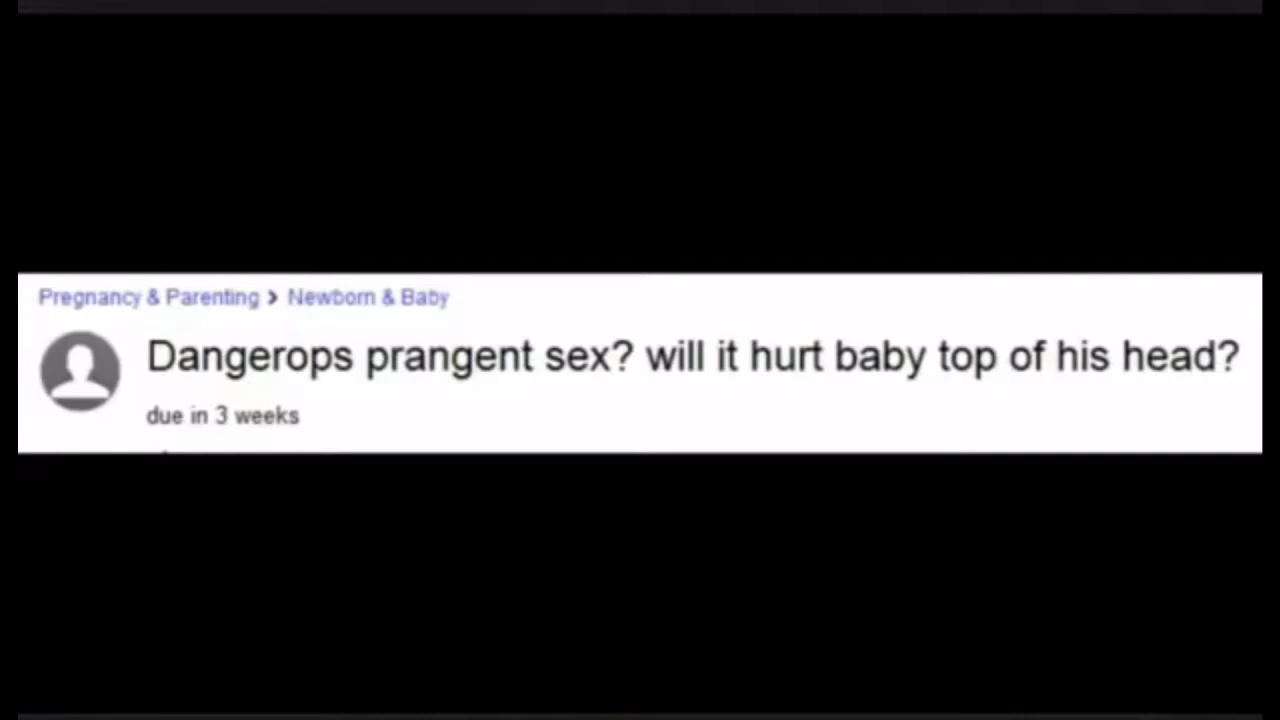 Pregnancy & Parenting > Newborn & Baby
Dangerops prangent sex? will it hurt baby top of his head?
due in 3 weeks